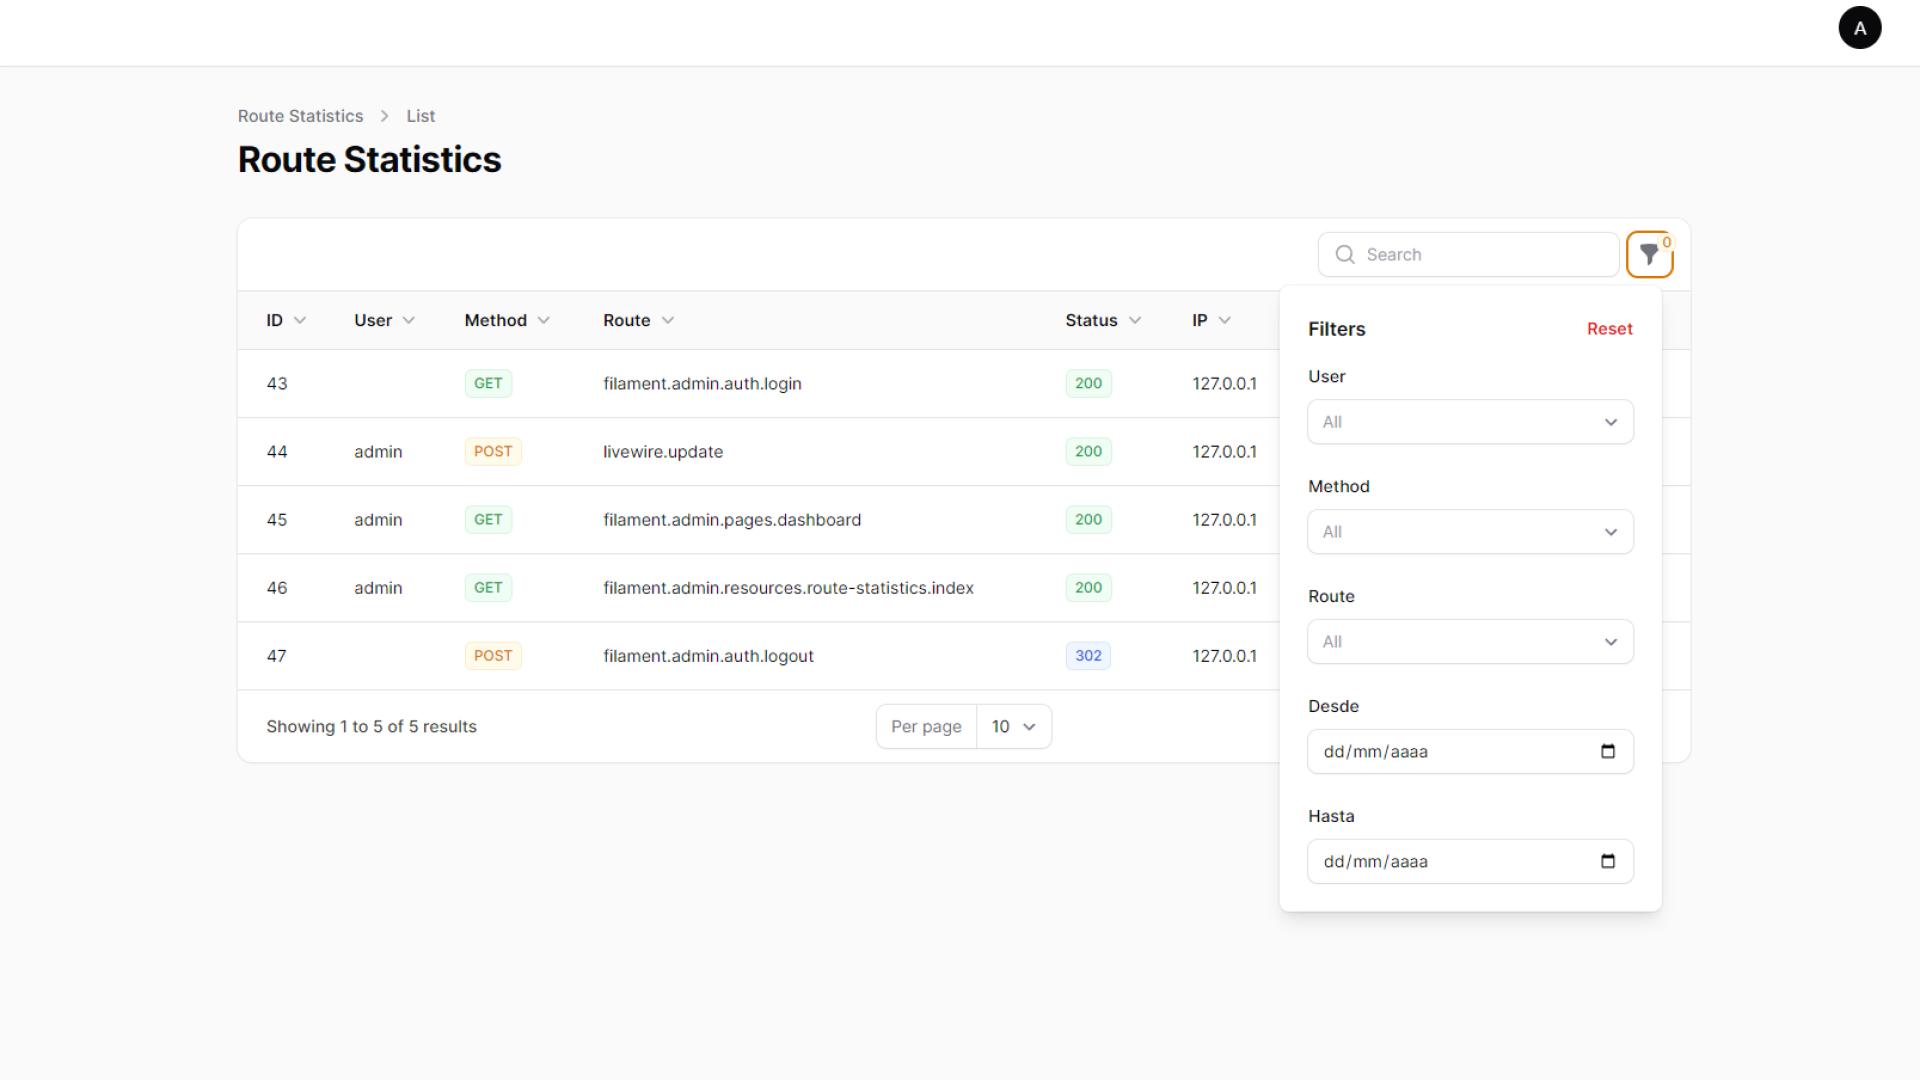 A
Route Statistics > List
Route Statistics
Search
0
ID User Method Route Status IP
43 GET filament.admin.auth.login 200 127.0.0.1
44 admin POST livewire.update 200 127.0.0.1
45 admin GET filament.admin.pages.dashboard 200 127.0.0.1
46 admin GET filament.admin.resources.route-statistics.index 200 127.0.0.1
47 POST filament.admin.auth.logout 302 127.0.0.1
Showing 1 to 5 of 5 results Per page 10
Filters Reset
User
All
Method
All
Route
All
Desde
dd/mm/aaaa
Hasta
dd/mm/aaaa